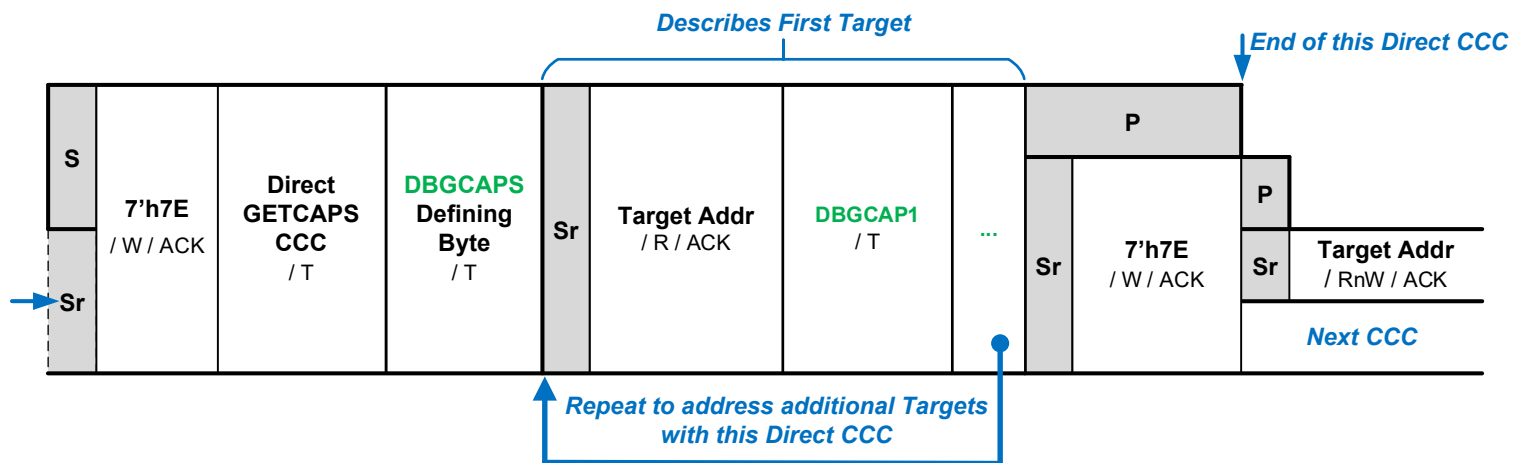 Describes First Target
End of this Direct CCC
S
Sr
7’h7E
/ W / ACK
Direct
GETCAPS
CCC
/ T
DBGCAPS
Defining
Byte
/ T
Sr
Target Addr
/ R / ACK
DBGCAP1
/ T
...
P
Sr
7’h7E
/ W / ACK
P
Sr
Target Addr
/ RnW / ACK
Next CCC
Repeat to address additional Targets
with this Direct CCC